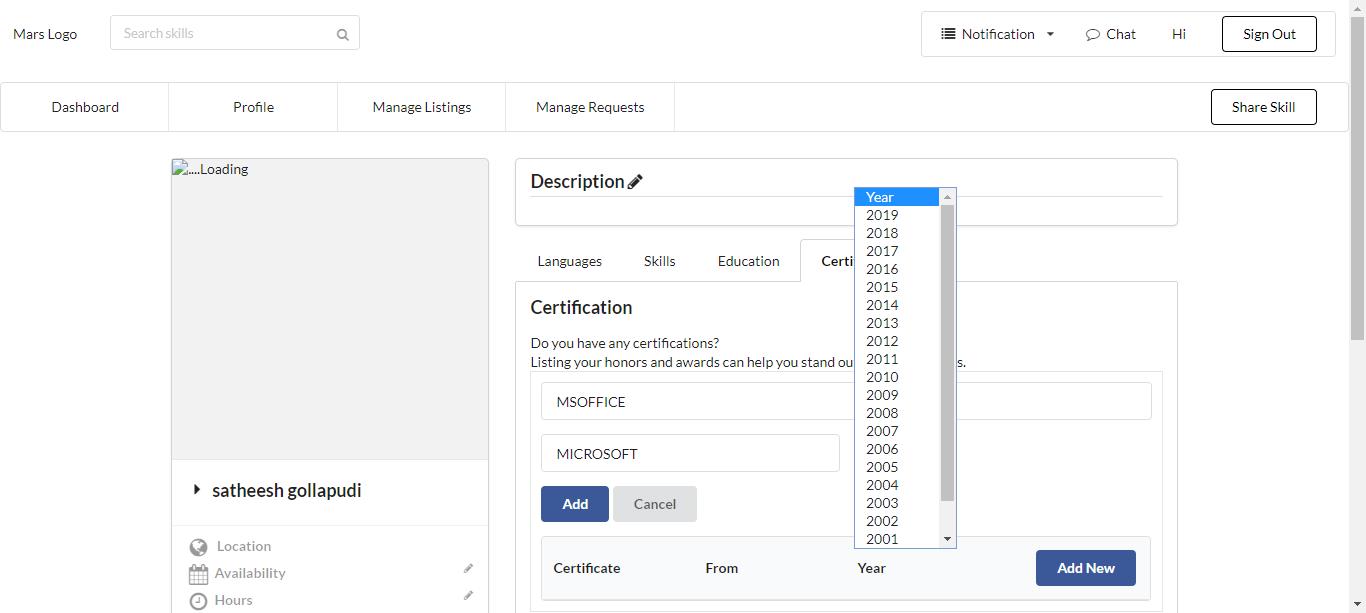 Mars Logo
Search skills
Notification
Chat
Hi
Sign Out
Dashboard
Profile
Manage Listings
Manage Requests
Share Skill
....Loading
satheesh gollapudi
Location
Availability
Hours
Description
Languages
Skills
Education
Certi
Certification
Do you have any certifications?
Listing your honors and awards can help you stand ou s.
MSOFFICE
MICROSOFT
Year
2019
2018
2017
2016
2015
2014
2013
2012
2011
2010
2009
2008
2007
2006
2005
2004
2003
2002
2001
Add
Cancel
Certificate
From
Year
Add New